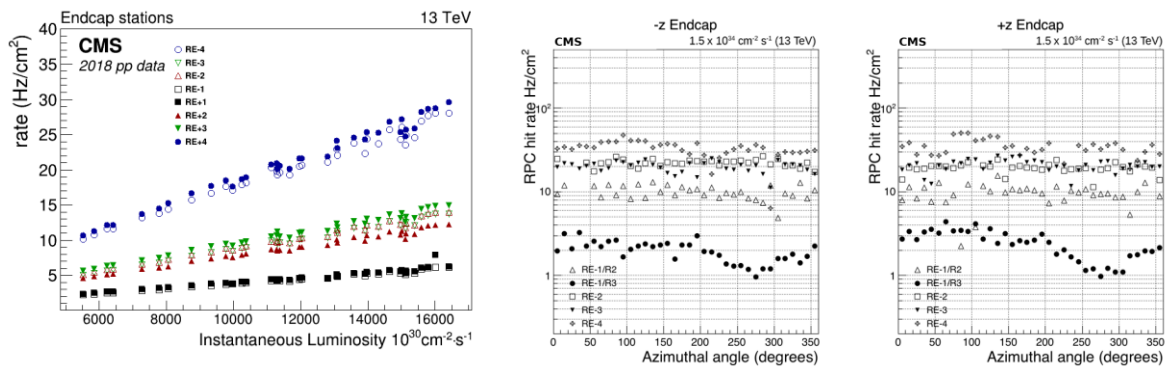 Endcap stations 13 TeV
CMS
2018 pp data
RE-4
RE-3
RE-2
RE-1
RE+1
RE+2
RE+3
RE+4
rate (Hz/cm²)
40
35
30
25
20
15
10
5
6000 8000 10000 12000 14000 16000
Instantaneous Luminosity 10³⁰cm⁻²·s⁻¹
-z Endcap
CMS 1.5 x 10³⁴ cm⁻² s⁻¹ (13 TeV)
RPC hit rate Hz/cm²
10²
10
1
RE-1/R2
RE-1/R3
RE-2
RE-3
RE-4
0 50 100 150 200 250 300 350
Azimuthal angle (degrees)
+z Endcap
CMS 1.5 x 10³⁴ cm⁻² s⁻¹ (13 TeV)
RPC hit rate Hz/cm²
10²
10
1
RE-1/R2
RE-1/R3
RE-2
RE-3
RE-4
0 50 100 150 200 250 300 350
Azimuthal angle (degrees)